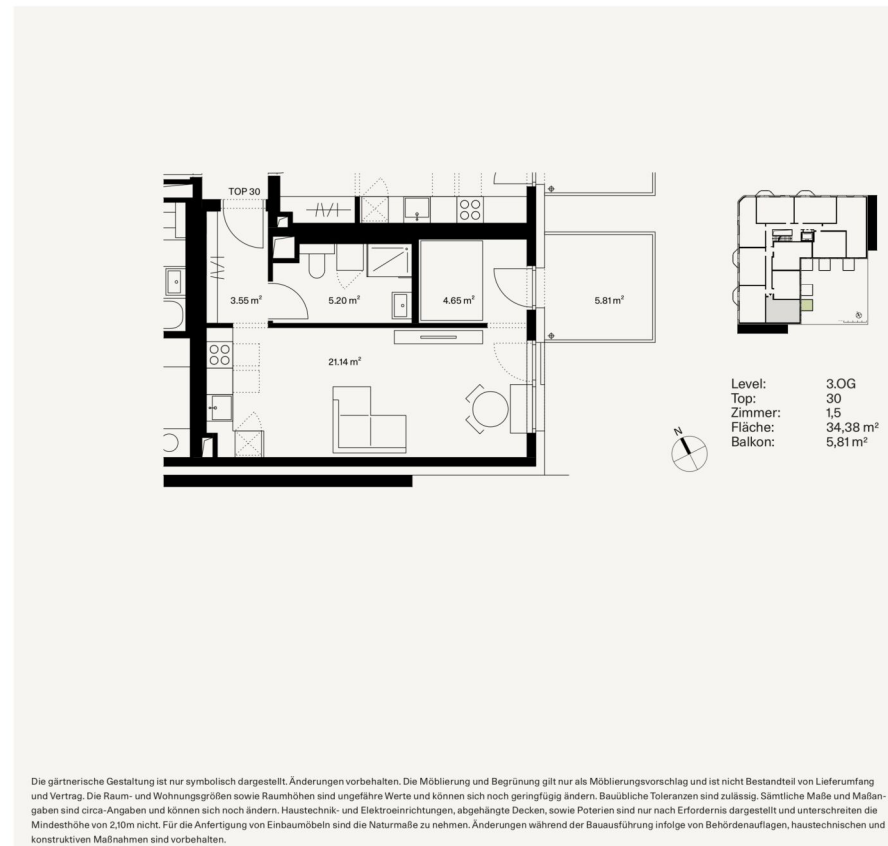 TOP 30
3.55 m²
5.20 m²
4.65 m²
5.81 m²
21.14 m²
N
Level: 3.OG
Top: 30
Zimmer: 1,5
Fläche: 34,38 m²
Balkon: 5,81 m²
Die gärtnerische Gestaltung ist nur symbolisch dargestellt. Änderungen vorbehalten. Die Möblierung und Begrünung gilt nur als Möblierungsvorschlag und ist nicht Bestandteil von Lieferumfang
und Vertrag. Die Raum- und Wohnungsgrößen sowie Raumhöhen sind ungefähre Werte und können sich noch geringfügig ändern. Bauübliche Toleranzen sind zulässig. Sämtliche Maße und Maßan-
gaben sind circa-Angaben und können sich noch ändern. Haustechnik- und Elektroeinrichtungen, abgehängte Decken, sowie Poterien sind nur nach Erfordernis dargestellt und unterschreiten die
Mindesthöhe von 2,10m nicht. Für die Anfertigung von Einbaumöbeln sind die Naturmaße zu nehmen. Änderungen während der Bauausführung infolge von Behördenauflagen, haustechnischen und
konstruktiven Maßnahmen sind vorbehalten.